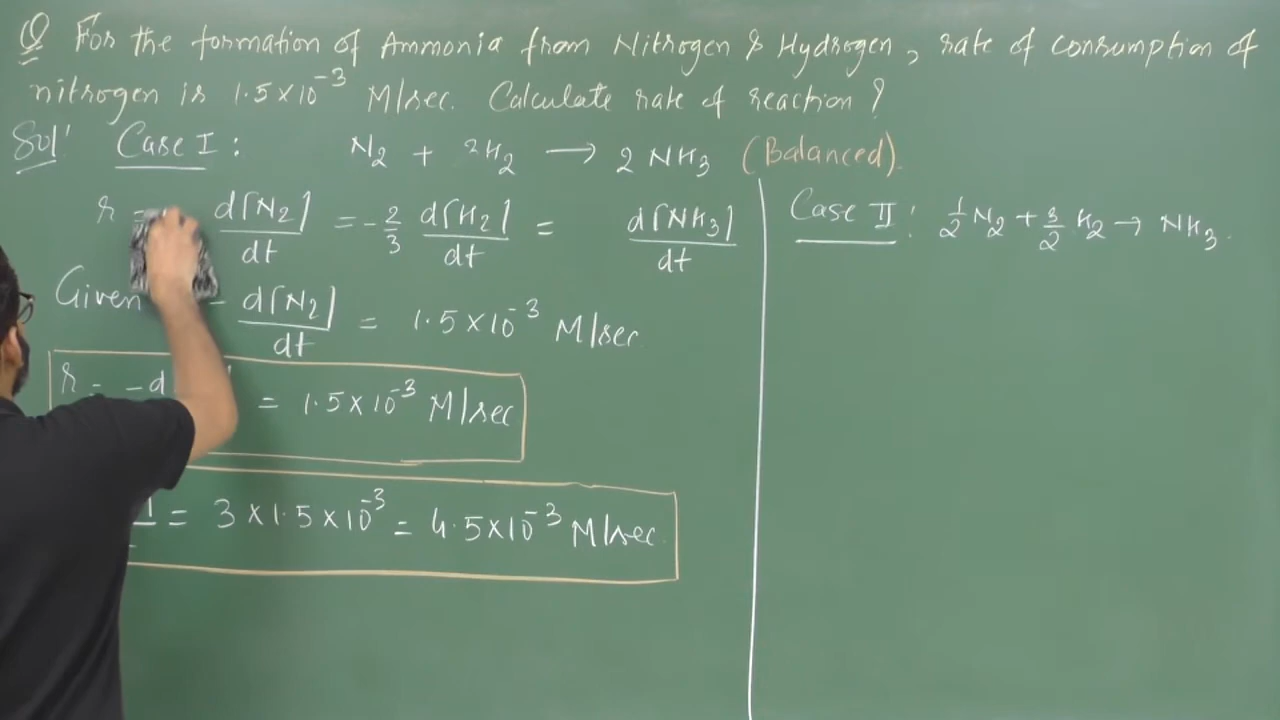 Q For the formation of Ammonia from Nitrogen & Hydrogen, rate of consumption of
nitrogen is 1.5×10⁻³ M/sec. Calculate rate of reaction?
Solⁿ Case I : N₂ + 3H₂ → 2 NH₃ (Balanced).
r = d[N₂]/dt = -2/3 d[H₂]/dt = d[NH₃]/dt
Given - d[N₂]/dt = 1.5×10⁻³ M/sec
r = -d = 1.5×10⁻³ M/sec
= 3×1.5×10⁻³ = 4.5×10⁻³ M/sec
Case II : 1/2 N₂ + 3/2 H₂ → NH₃.